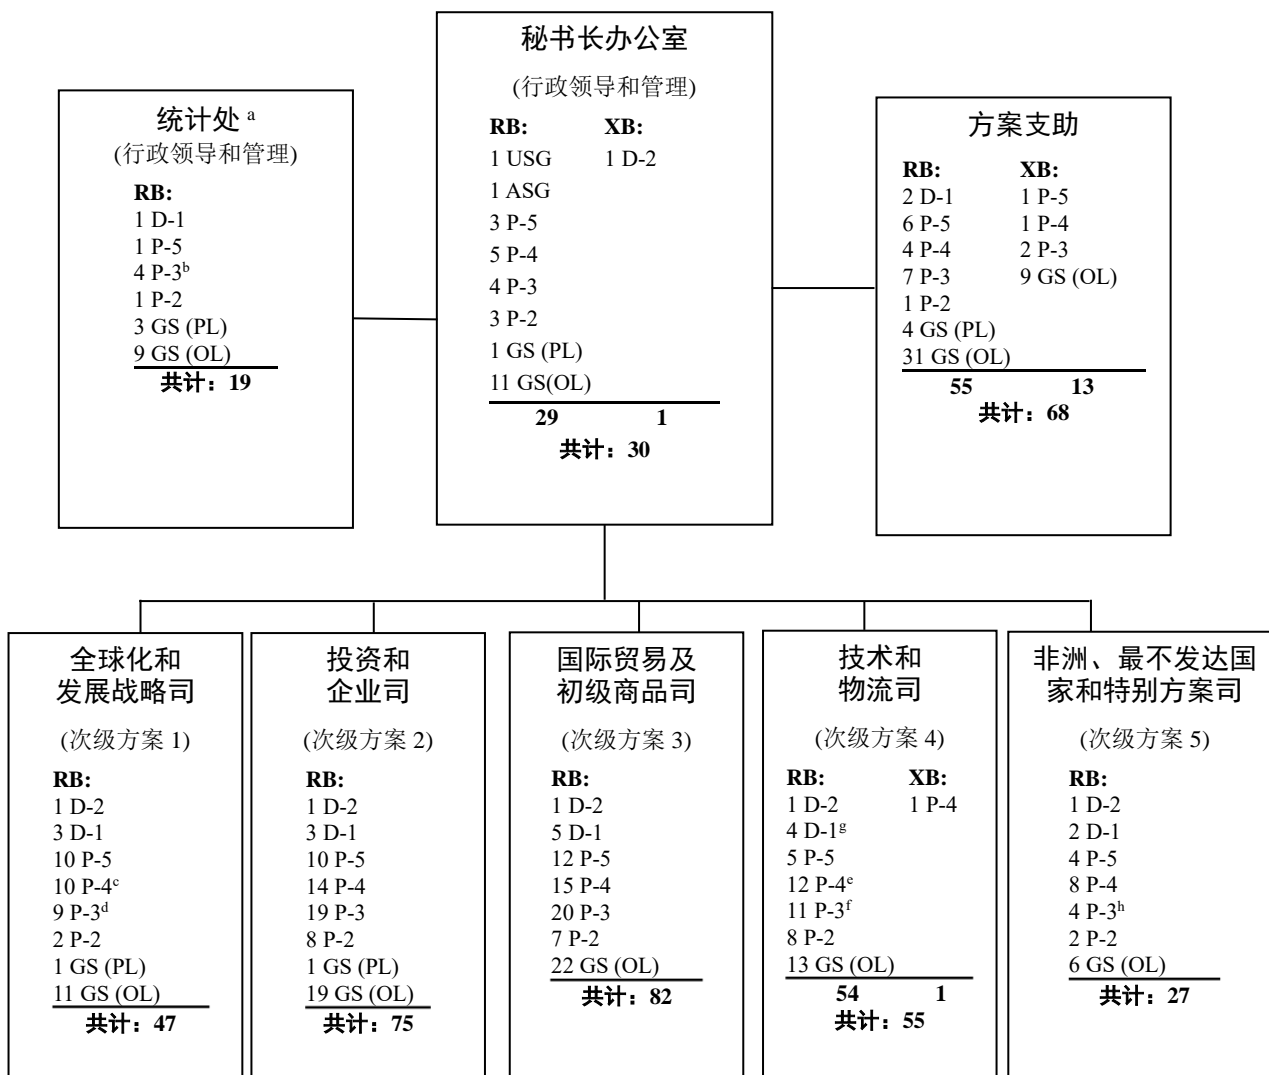 秘书长办公室
(行政领导和管理)
RB: XB:
1 USG 1 D-2
1 ASG
3 P-5
5 P-4
4 P-3
3 P-2
1 GS (PL)
11 GS(OL)
29 1
共计：30
统计处 a
(行政领导和管理)
RB:
1 D-1
1 P-5
4 P-3b
1 P-2
3 GS (PL)
9 GS (OL)
共计：19
方案支助
RB: XB:
2 D-1 1 P-5
6 P-5 1 P-4
4 P-4 2 P-3
7 P-3 9 GS (OL)
1 P-2
4 GS (PL)
31 GS (OL)
55 13
共计：68
全球化和
发展战略司
(次级方案 1)
RB:
1 D-2
3 D-1
10 P-5
10 P-4c
9 P-3d
2 P-2
1 GS (PL)
11 GS (OL)
共计：47
投资和
企业司
(次级方案 2)
RB:
1 D-2
3 D-1
10 P-5
14 P-4
19 P-3
8 P-2
1 GS (PL)
19 GS (OL)
共计：75
国际贸易及
初级商品司
(次级方案 3)
RB:
1 D-2
5 D-1
12 P-5
15 P-4
20 P-3
7 P-2
22 GS (OL)
共计：82
技术和
物流司
(次级方案 4)
RB: XB:
1 D-2 1 P-4
4 D-1g
5 P-5
12 P-4e
11 P-3f
8 P-2
13 GS (OL)
54 1
共计：55
非洲、最不发达国
家和特别方案司
(次级方案 5)
RB:
1 D-2
2 D-1
4 P-5
8 P-4
4 P-3h
2 P-2
6 GS (OL)
共计：27